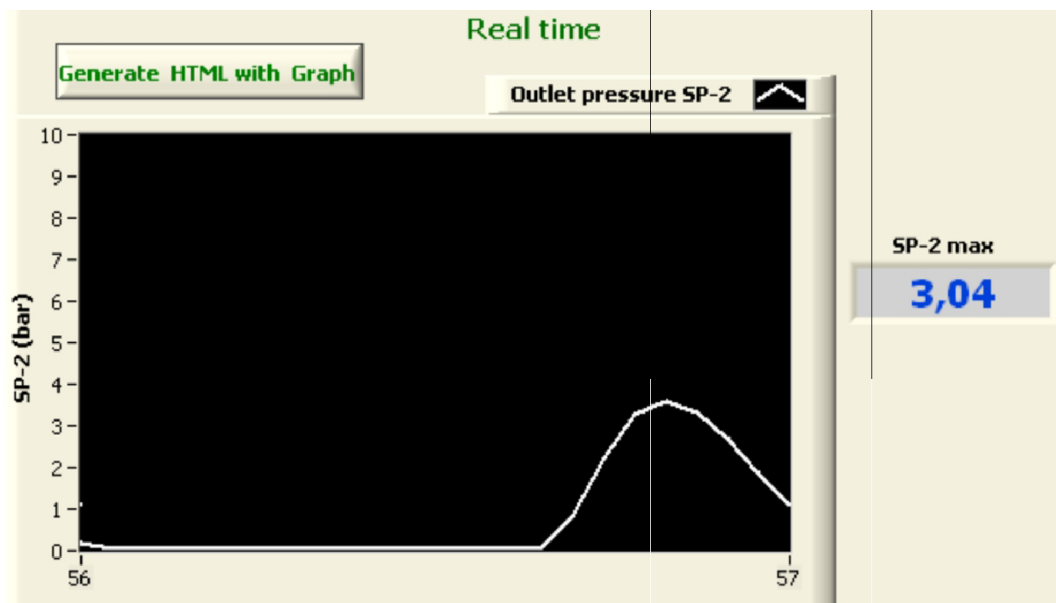 Real time
Generate HTML with Graph
Outlet pressure SP-2
10
9
8
7
6
5
4
3
2
1
0
SP-2 (bar)
56
57
SP-2 max
3,04